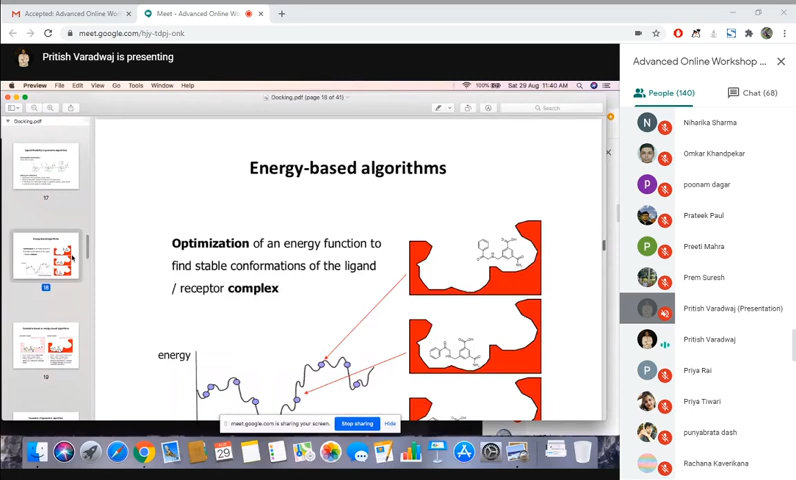 Accepted: Advanced Online Work
Meet - Advanced Online Wor
meet.google.com/hjy-tdpj-onk
Pritish Varadwaj is presenting
Preview File Edit View Go Tools Window Help
100% Sat 29 Aug 11:40 AM
Docking.pdf (page 18 of 41)
Search
Docking.pdf
17
18
19
Energy-based algorithms
Optimization of an energy function to
find stable conformations of the ligand
/ receptor complex
energy
meet.google.com is sharing your screen.
Stop sharing
Hide
Advanced Online Workshop ...
People (140)
Chat (68)
N Niharika Sharma
Omkar Khandpekar
p poonam dagar
Prateek Paul
P Preeti Mahra
Prem Suresh
Pritish Varadwaj (Presentation)
Pritish Varadwaj
P Priya Rai
Priya Tiwari
punyabrata dash
Rachana Kaverikana